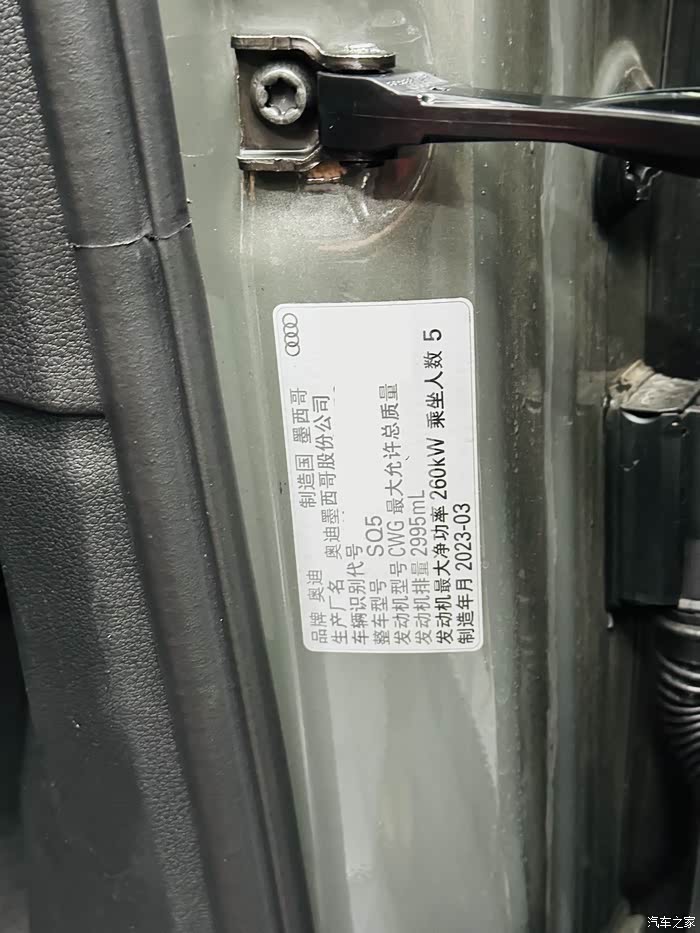 品牌 奥迪 制造国 墨西哥
生产厂名 奥迪墨西哥股份公司
车辆识别代号
整车型号 SQ5
发动机型号 CWG 最大允许总质量
发动机排量 2995mL
发动机最大净功率 260kW 乘坐人数 5
制造年月 2023-03
汽车之家